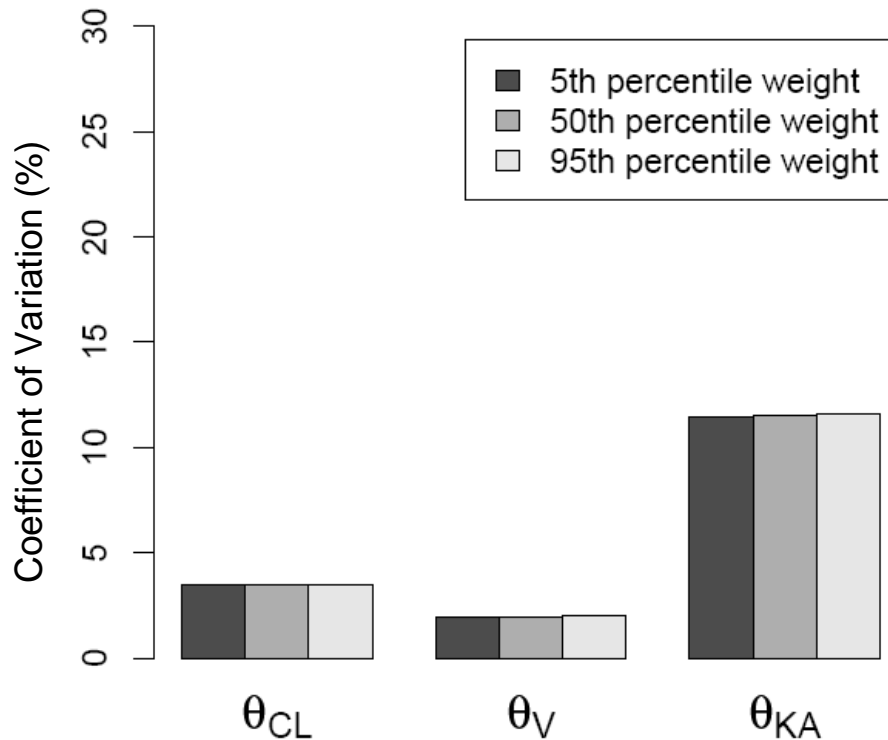 Coefficient of Variation (%)
30
25
20
15
10
5
0
5th percentile weight
50th percentile weight
95th percentile weight
θCL
θV
θKA